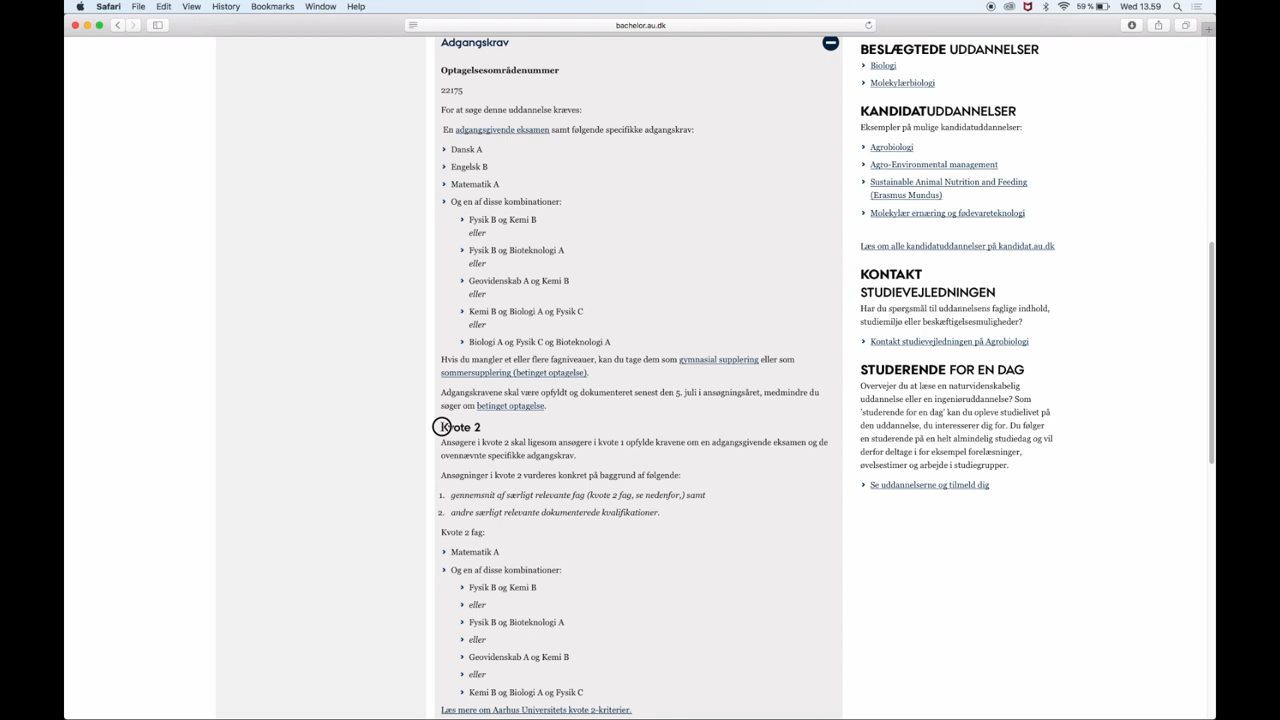 Safari File Edit View History Bookmarks Window Help
59 % Wed 13.59
bachelor.au.dk
Adgangskrav
Optagelsesområdenummer
22175
For at søge denne uddannelse kræves:
En adgangsgivende eksamen samt følgende specifikke adgangskrav:
Dansk A
Engelsk B
Matematik A
Og en af disse kombinationer:
Fysik B og Kemi B
eller
Fysik B og Bioteknologi A
eller
Geovidenskab A og Kemi B
eller
Kemi B og Biologi A og Fysik C
eller
Biologi A og Fysik C og Bioteknologi A
Hvis du mangler et eller flere fagniveauer, kan du tage dem som gymnasial supplering eller som
sommersupplering (betinget optagelse).
Adgangskravene skal være opfyldt og dokumenteret senest den 5. juli i ansøgningsåret, medmindre du
søger om betinget optagelse.
Kvote 2
Ansøgere i kvote 2 skal ligesom ansøgere i kvote 1 opfylde kravene om en adgangsgivende eksamen og de
ovennævnte specifikke adgangskrav.
Ansøgninger i kvote 2 vurderes konkret på baggrund af følgende:
1. gennemsnit af særligt relevante fag (kvote 2 fag, se nedenfor,) samt
2. andre særligt relevante dokumenterede kvalifikationer.
Kvote 2 fag:
Matematik A
Og en af disse kombinationer:
Fysik B og Kemi B
eller
Fysik B og Bioteknologi A
eller
Geovidenskab A og Kemi B
eller
Kemi B og Biologi A og Fysik C
Læs mere om Aarhus Universitets kvote 2-kriterier.
BESLÆGTEDE UDDANNELSER
Biologi
Molekylærbiologi
KANDIDATUDDANNELSER
Eksempler på mulige kandidatuddannelser:
Agrobiologi
Agro-Environmental management
Sustainable Animal Nutrition and Feeding
(Erasmus Mundus)
Molekylær ernæring og fødevareteknologi
Læs om alle kandidatuddannelser på kandidat.au.dk
KONTAKT
STUDIEVEJLEDNINGEN
Har du spørgsmål til uddannelsens faglige indhold,
studiemiljø eller beskæftigelsesmuligheder?
Kontakt studievejledningen på Agrobiologi
STUDERENDE FOR EN DAG
Overvejer du at læse en naturvidenskabelig
uddannelse eller en ingeniøruddannelse? Som
'studerende for en dag' kan du opleve studielivet på
den uddannelse, du interesserer dig for. Du følger
en studerende på en helt almindelig studiedag og vil
derfor deltage i for eksempel forelæsninger,
øvelsestimer og arbejde i studiegrupper.
Se uddannelserne og tilmeld dig